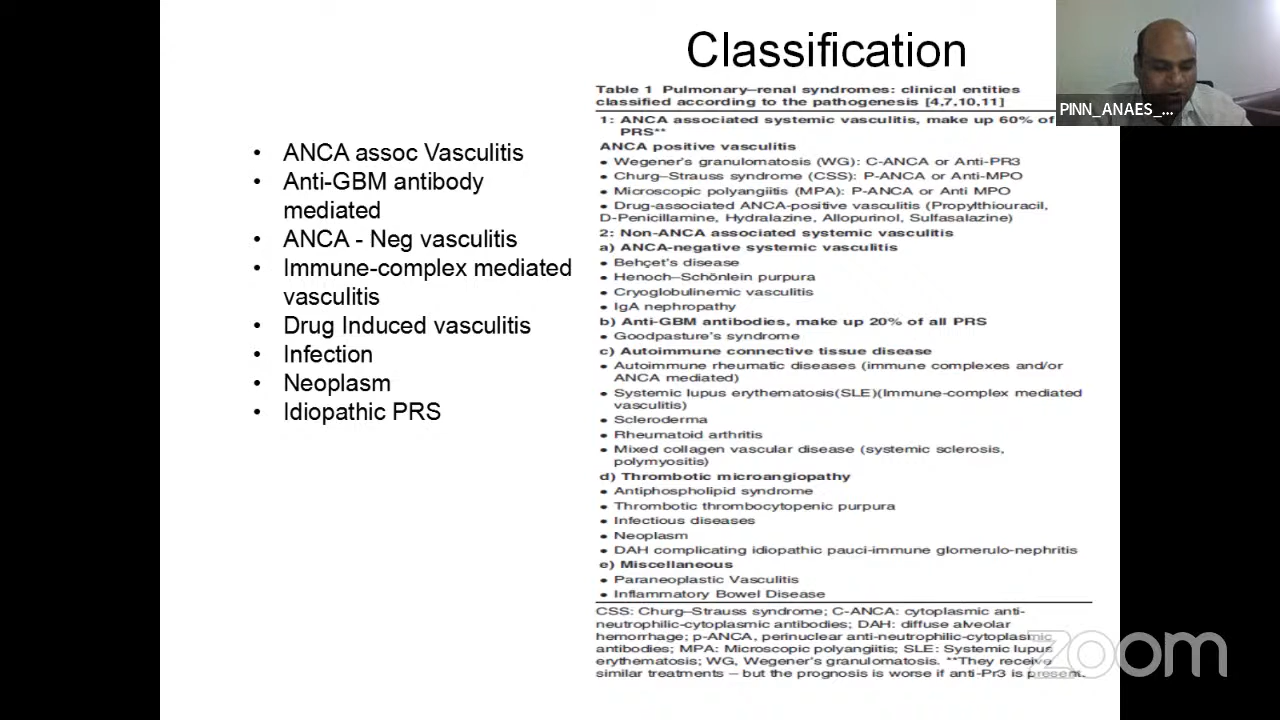 Classification
PINN_ANAES_...
• ANCA assoc Vasculitis
• Anti-GBM antibody
mediated
• ANCA - Neg vasculitis
• Immune-complex mediated
vasculitis
• Drug Induced vasculitis
• Infection
• Neoplasm
• Idiopathic PRS
Table 1 Pulmonary–renal syndromes: clinical entities
classified according to the pathogenesis [4,7,10,11]
1: ANCA associated systemic vasculitis, make up 60% of
PRS**
ANCA positive vasculitis
• Wegener's granulomatosis (WG): C-ANCA or Anti-PR3
• Churg–Strauss syndrome (CSS): P-ANCA or Anti-MPO
• Microscopic polyangiitis (MPA): P-ANCA or Anti MPO
• Drug-associated ANCA-positive vasculitis (Propylthiouracil,
D-Penicillamine, Hydralazine, Allopurinol, Sulfasalazine)
2: Non-ANCA associated systemic vasculitis
a) ANCA-negative systemic vasculitis
• Behçet's disease
• Henoch–Schönlein purpura
• Cryoglobulinemic vasculitis
• IgA nephropathy
b) Anti-GBM antibodies, make up 20% of all PRS
• Goodpasture's syndrome
c) Autoimmune connective tissue disease
• Autoimmune rheumatic diseases (immune complexes and/or
ANCA mediated)
• Systemic lupus erythematosis(SLE)(Immune-complex mediated
vasculitis)
• Scleroderma
• Rheumatoid arthritis
• Mixed collagen vascular disease (systemic sclerosis,
polymyositis)
d) Thrombotic microangiopathy
• Antiphospholipid syndrome
• Thrombotic thrombocytopenic purpura
• Infectious diseases
• Neoplasm
• DAH complicating idiopathic pauci-immune glomerulo-nephritis
e) Miscellaneous
• Paraneoplastic Vasculitis
• Inflammatory Bowel Disease
CSS: Churg–Strauss syndrome; C-ANCA: cytoplasmic anti-
neutrophilic-cytoplasmic antibodies; DAH: diffuse alveolar
hemorrhage; p-ANCA, perinuclear anti-neutrophilic-cytoplasmic
antibodies; MPA: Microscopic polyangiitis; SLE: Systemic lupus
erythematosis; WG, Wegener's granulomatosis. **They receive
similar treatments – but the prognosis is worse if anti-Pr3 is present.
zoom